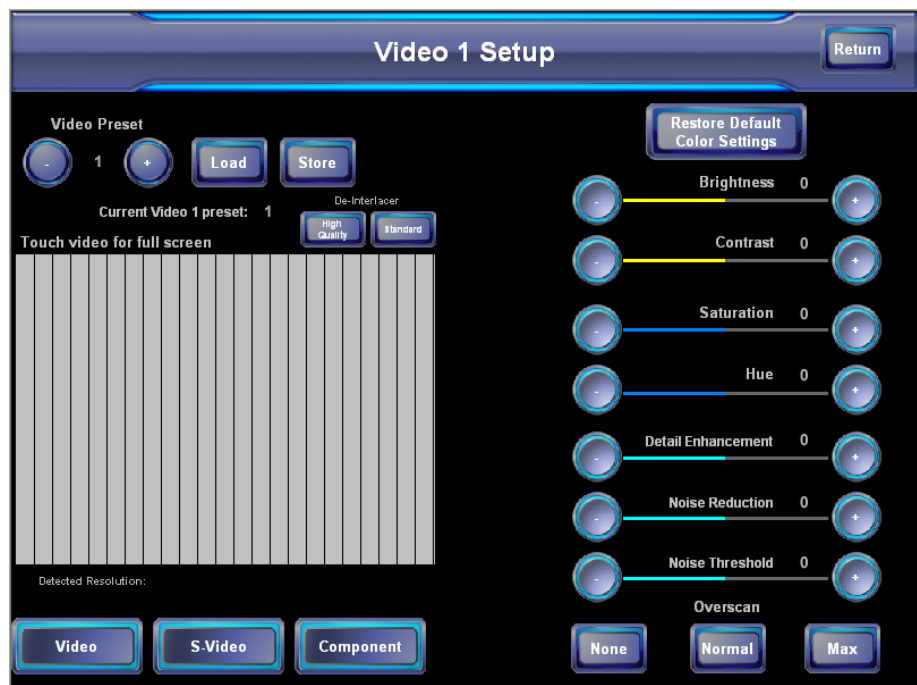 Video 1 Setup
Return
Video Preset
- 1 +
Load
Store
Current Video 1 preset: 1
De-Interlacer
High
Quality
Standard
Touch video for full screen
Detected Resolution:
Video
S-Video
Component
Restore Default
Color Settings
Brightness 0
- +
Contrast 0
- +
Saturation 0
- +
Hue 0
- +
Detail Enhancement 0
- +
Noise Reduction 0
- +
Noise Threshold 0
- +
Overscan
None
Normal
Max